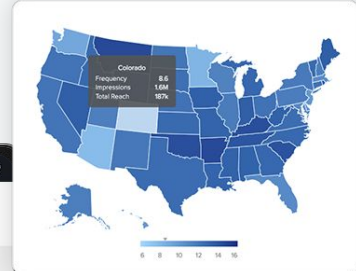 Colorado
Frequency 8.6
Impressions 1.6M
Total Reach 187k
6 8 10 12 14 16